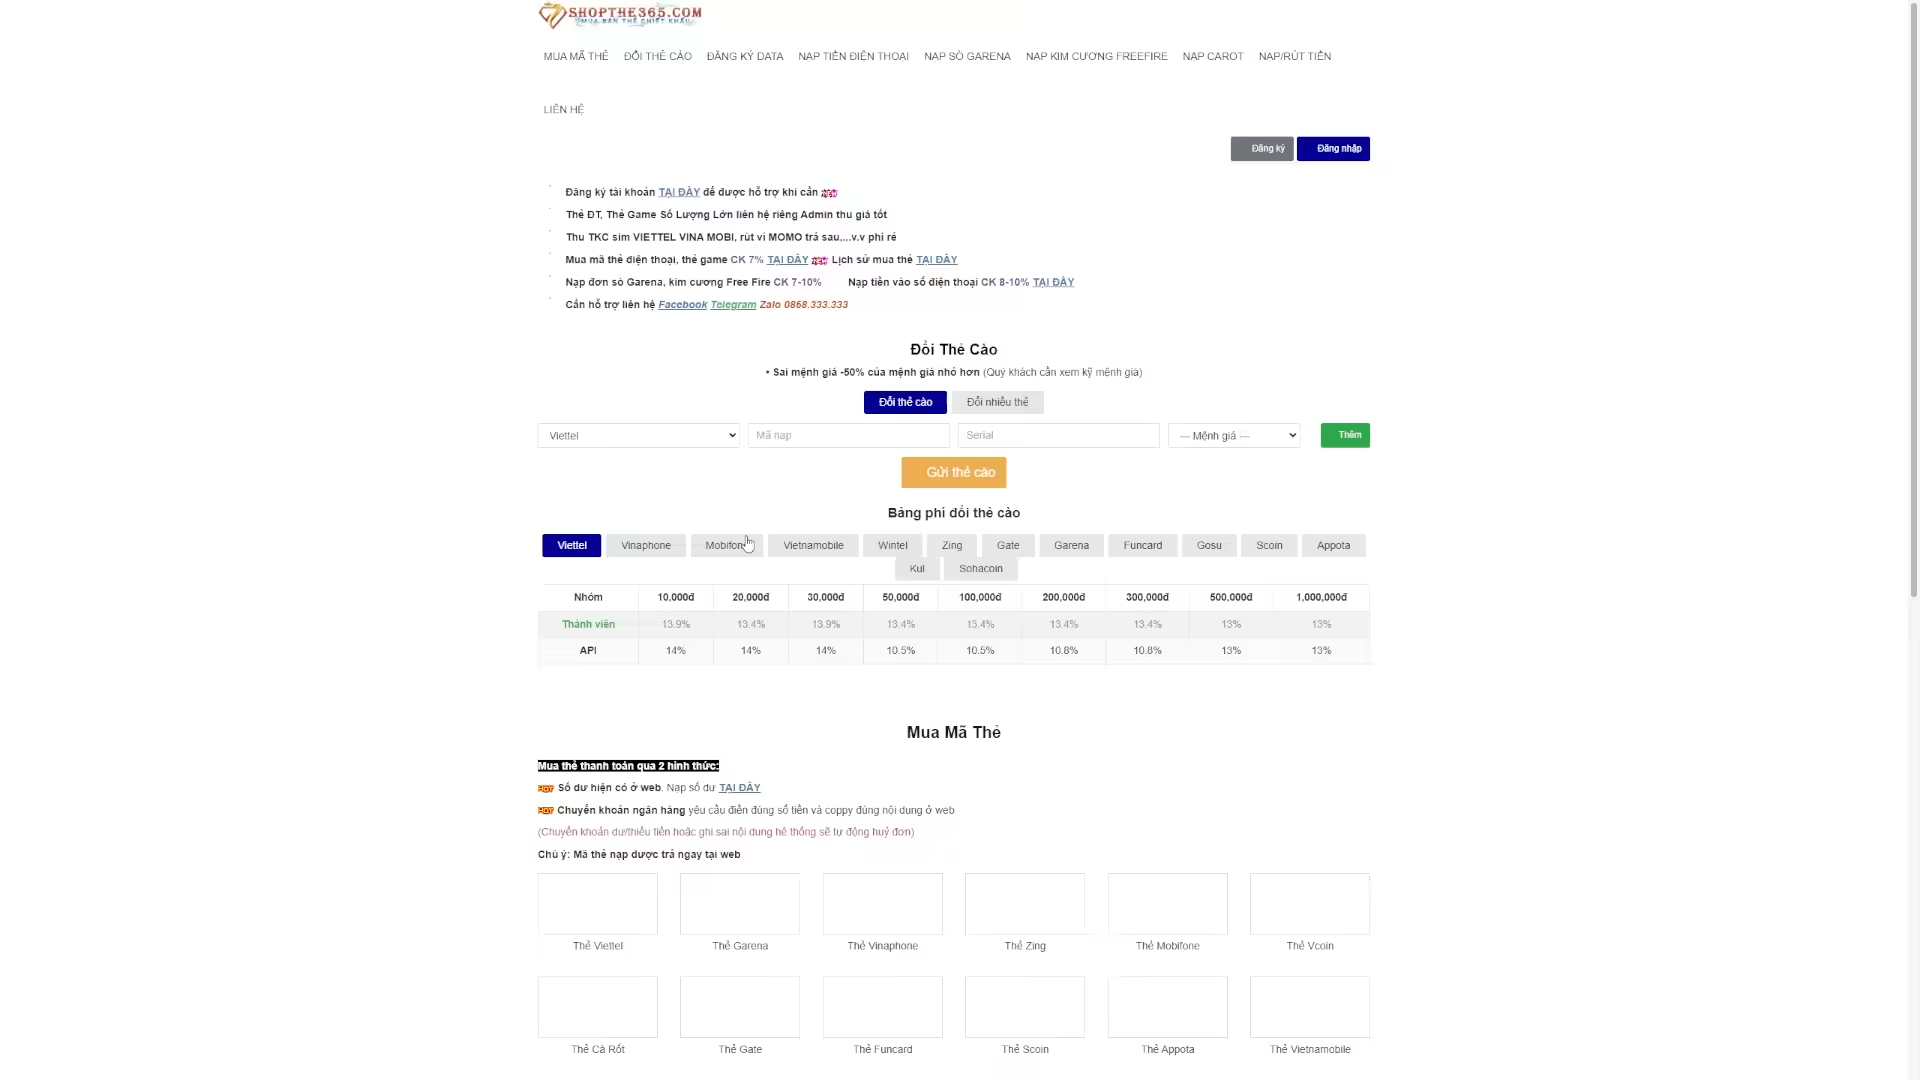 SHOPTHE365.COM
MUA BÁN THẺ CHIẾT KHẤU
MUA MÃ THẺ ĐỔI THẺ CÀO ĐĂNG KÝ DATA NẠP TIỀN ĐIỆN THOẠI NẠP SÒ GARENA NẠP KIM CƯƠNG FREEFIRE NẠP CAROT NẠP/RÚT TIỀN
LIÊN HỆ
Đăng ký Đăng nhập
Đăng ký tài khoản TẠI ĐÂY để được hỗ trợ khi cần NEW
Thẻ ĐT, Thẻ Game Số Lượng Lớn liên hệ riêng Admin thu giá tốt
Thu TKC sim VIETTEL VINA MOBI, rút ví MOMO trả sau,...v.v phí rẻ
Mua mã thẻ điện thoại, thẻ game CK 7% TẠI ĐÂY NEW Lịch sử mua thẻ TẠI ĐÂY
Nạp đơn sò Garena, kim cương Free Fire CK 7-10% Nạp tiền vào số điện thoại CK 8-10% TẠI ĐÂY
Cần hỗ trợ liên hệ Facebook Telegram Zalo 0868.333.333
Đổi Thẻ Cào
• Sai mệnh giá -50% của mệnh giá nhỏ hơn (Quý khách cần xem kỹ mệnh giá)
Đổi thẻ cào Đổi nhiều thẻ
Viettel Mã nạp Serial --- Mệnh giá --- Thêm
Gửi thẻ cào
Bảng phí đổi thẻ cào
Viettel Vinaphone Mobifone Vietnamobile Wintel Zing Gate Garena Funcard Gosu Scoin Appota
Kul Sohacoin
Nhóm 10,000đ 20,000đ 30,000đ 50,000đ 100,000đ 200,000đ 300,000đ 500,000đ 1,000,000đ
Thành viên 13.9% 13.4% 13.9% 13.4% 13.4% 13.4% 13.4% 13% 13%
API 14% 14% 14% 10.5% 10.5% 10.8% 10.8% 13% 13%
Mua Mã Thẻ
Mua thẻ thanh toán qua 2 hình thức:
HOT Số dư hiện có ở web. Nạp số dư TẠI ĐÂY
HOT Chuyển khoản ngân hàng yêu cầu điền đúng số tiền và coppy đúng nội dung ở web
(Chuyển khoản dư/thiếu tiền hoặc ghi sai nội dung hệ thống sẽ tự động huỷ đơn)
Chú ý: Mã thẻ nạp được trả ngay tại web
Thẻ Viettel Thẻ Garena Thẻ Vinaphone Thẻ Zing Thẻ Mobifone Thẻ Vcoin
Thẻ Cà Rốt Thẻ Gate Thẻ Funcard Thẻ Scoin Thẻ Appota Thẻ Vietnamobile